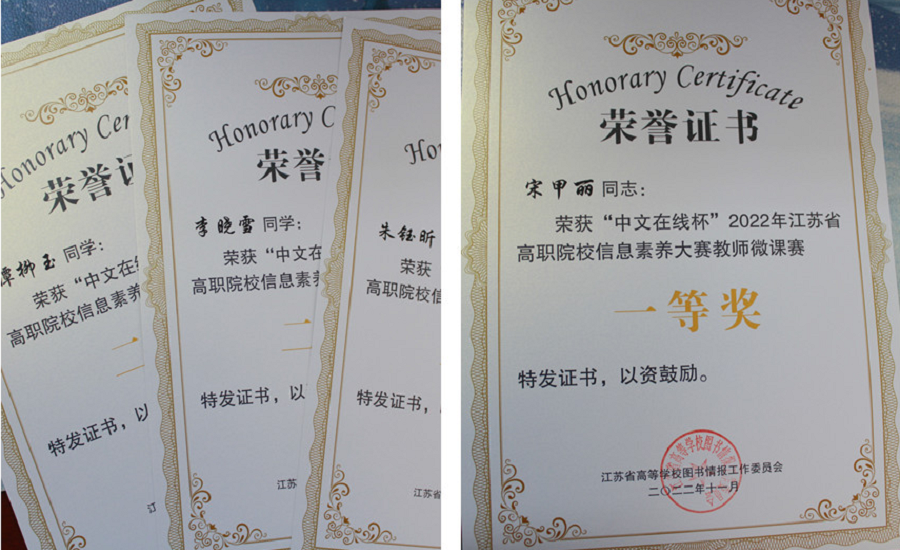 Honorary Cer
荣誉证
谭柳玉 同学：
荣获“中文在
高职院校信息素养
特发证书，以
江
Honorary C
荣誉
李晓雪 同学：
荣获“中文在
高职院校信息素养
二
特发证书，以
江苏
Ho
朱钰昕
荣获
高职院校信
特发证书，
Honorary Certificate
荣誉证书
宋甲丽 同志：
荣获“中文在线杯”2022年江苏省
高职院校信息素养大赛教师微课赛
一等奖
特发证书，以资鼓励。
江苏省高等学校图书情报工作委员会
二〇二二年十一月